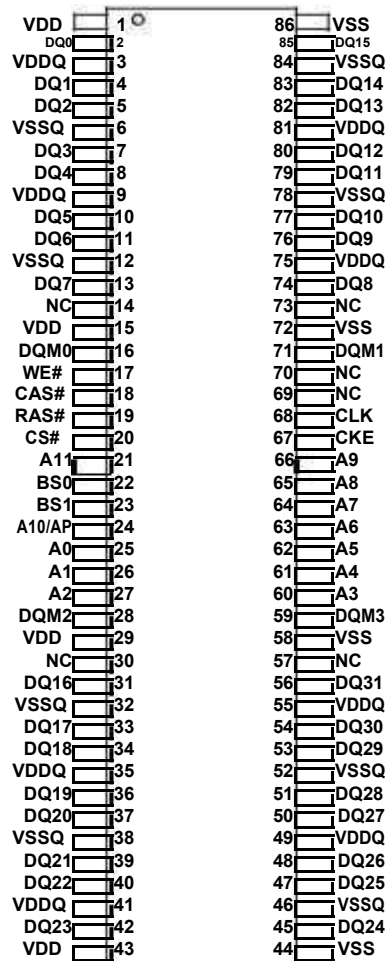 VDD 1 86 VSS
DQ0 2 85 DQ15
VDDQ 3 84 VSSQ
DQ1 4 83 DQ14
DQ2 5 82 DQ13
VSSQ 6 81 VDDQ
DQ3 7 80 DQ12
DQ4 8 79 DQ11
VDDQ 9 78 VSSQ
DQ5 10 77 DQ10
DQ6 11 76 DQ9
VSSQ 12 75 VDDQ
DQ7 13 74 DQ8
NC 14 73 NC
VDD 15 72 VSS
DQM0 16 71 DQM1
WE# 17 70 NC
CAS# 18 69 NC
RAS# 19 68 CLK
CS# 20 67 CKE
A11 21 66 A9
BS0 22 65 A8
BS1 23 64 A7
A10/AP 24 63 A6
A0 25 62 A5
A1 26 61 A4
A2 27 60 A3
DQM2 28 59 DQM3
VDD 29 58 VSS
NC 30 57 NC
DQ16 31 56 DQ31
VSSQ 32 55 VDDQ
DQ17 33 54 DQ30
DQ18 34 53 DQ29
VDDQ 35 52 VSSQ
DQ19 36 51 DQ28
DQ20 37 50 DQ27
VSSQ 38 49 VDDQ
DQ21 39 48 DQ26
DQ22 40 47 DQ25
VDDQ 41 46 VSSQ
DQ23 42 45 DQ24
VDD 43 44 VSS